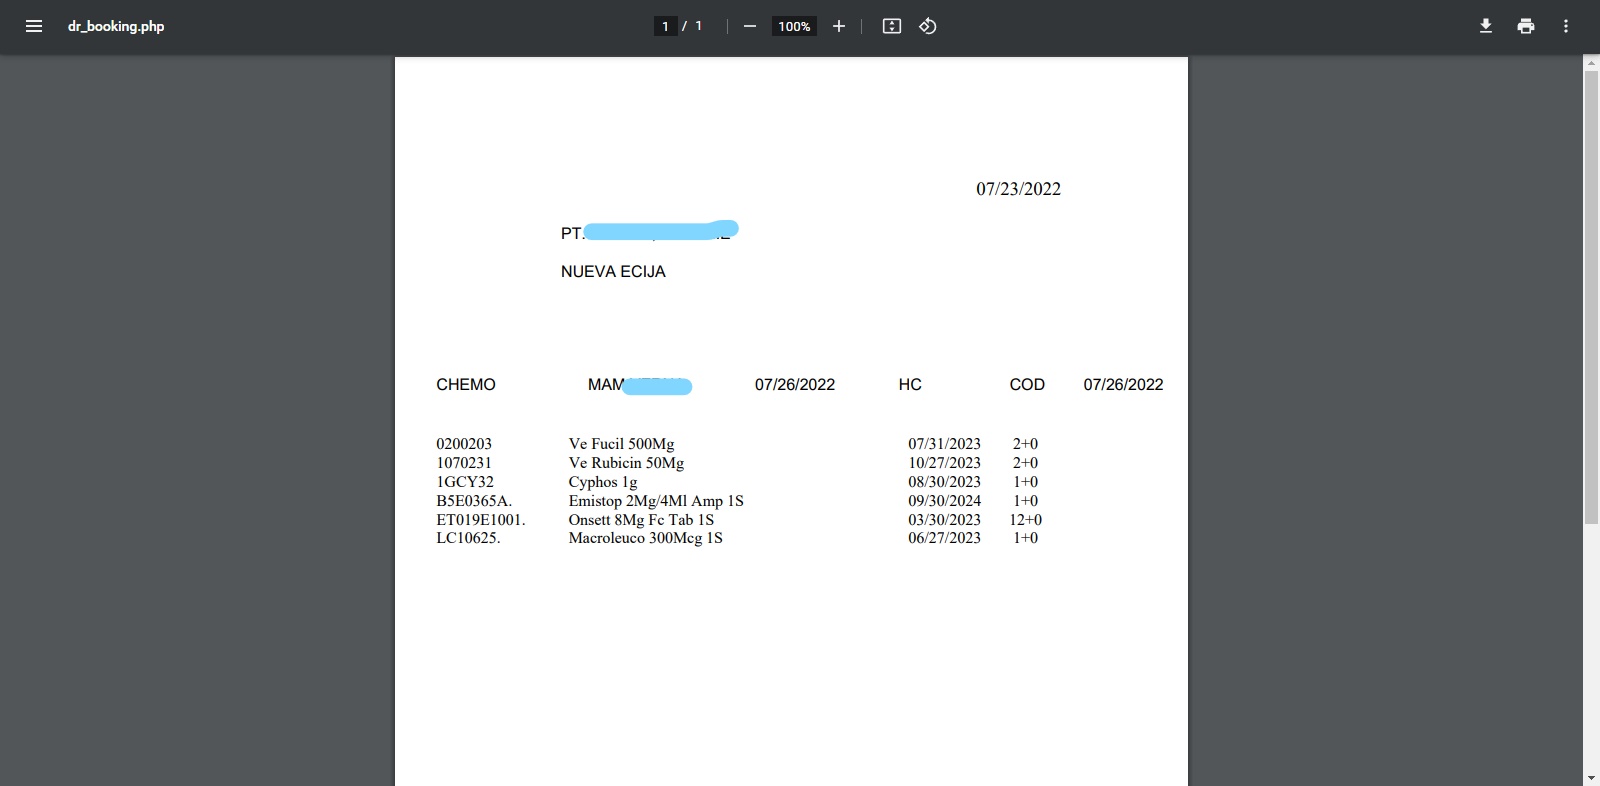 dr_booking.php
1 / 1
100%
07/23/2022
PT.
NUEVA ECIJA
CHEMO MAM 07/26/2022 HC COD 07/26/2022
0200203 Ve Fucil 500Mg 07/31/2023 2+0
1070231 Ve Rubicin 50Mg 10/27/2023 2+0
1GCY32 Cyphos 1g 08/30/2023 1+0
B5E0365A. Emistop 2Mg/4Ml Amp 1S 09/30/2024 1+0
ET019E1001. Onsett 8Mg Fc Tab 1S 03/30/2023 12+0
LC10625. Macroleuco 300Mcg 1S 06/27/2023 1+0